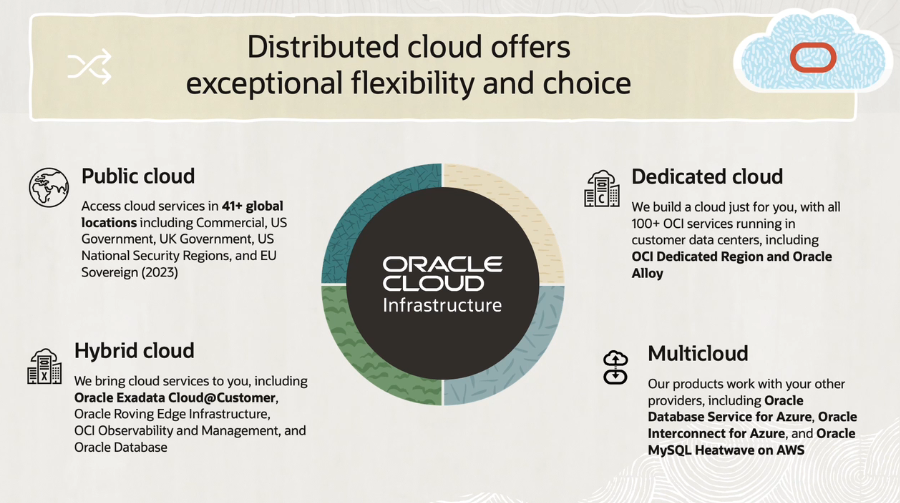 Distributed cloud offers
exceptional flexibility and choice
Public cloud
Access cloud services in 41+ global
locations including Commercial, US
Government, UK Government, US
National Security Regions, and EU
Sovereign (2023)
Dedicated cloud
We build a cloud just for you, with all
100+ OCI services running in
customer data centers, including
OCI Dedicated Region and Oracle
Alloy
C
ORACLE
CLOUD
Infrastructure
Hybrid cloud
We bring cloud services to you, including
Oracle Exadata Cloud@Customer,
Oracle Roving Edge Infrastructure,
OCI Observability and Management, and
Oracle Database
X
Multicloud
Our products work with your other
providers, including Oracle
Database Service for Azure, Oracle
Interconnect for Azure, and Oracle
MySQL Heatwave on AWS